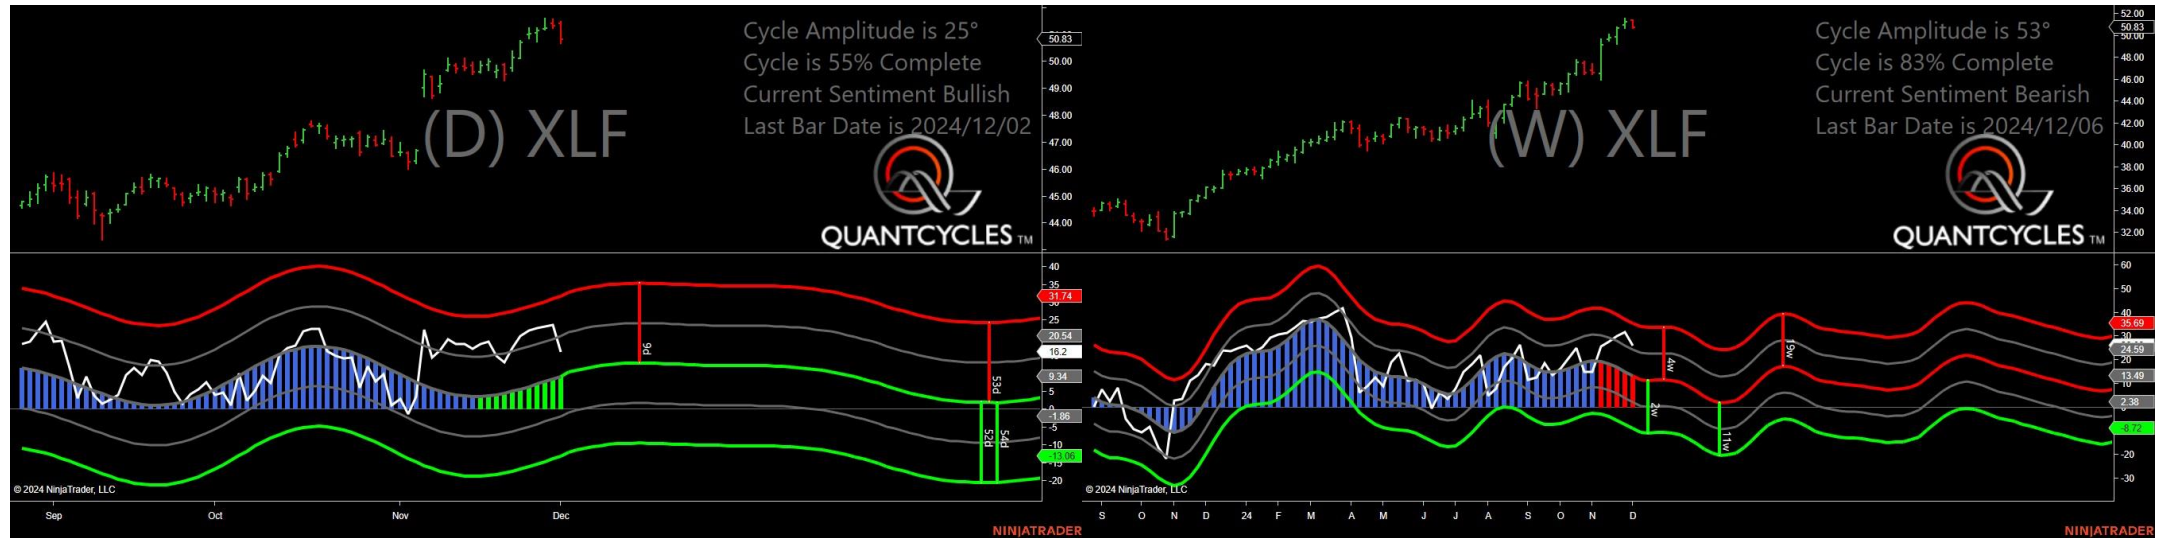 Cycle Amplitude is 25°
Cycle is 55% Complete
Current Sentiment Bullish
Last Bar Date is 2024/12/02
(D) XLF
QUANTCYCLES TM
50.83
50.00
49.00
48.00
47.00
46.00
45.00
44.00
40
35
31.74
25
20.54
16.2
9.34
5
-1.86
-5
-10
-13.06
-20
9d
53d
52d
54d
© 2024 NinjaTrader, LLC
Sep Oct Nov Dec
NINJATRADER
Cycle Amplitude is 53°
Cycle is 83% Complete
Current Sentiment Bearish
Last Bar Date is 2024/12/06
(W) XLF
QUANTCYCLES TM
52.00
50.83
50.00
48.00
46.00
44.00
42.00
40.00
38.00
36.00
34.00
32.00
60
50
40
35.69
30
24.59
20
13.49
10
2.38
-8.72
-20
-30
4w
19w
2w
11w
© 2024 NinjaTrader, LLC
S O N D 24 F M A M J J A S O N D
NINJATRADER